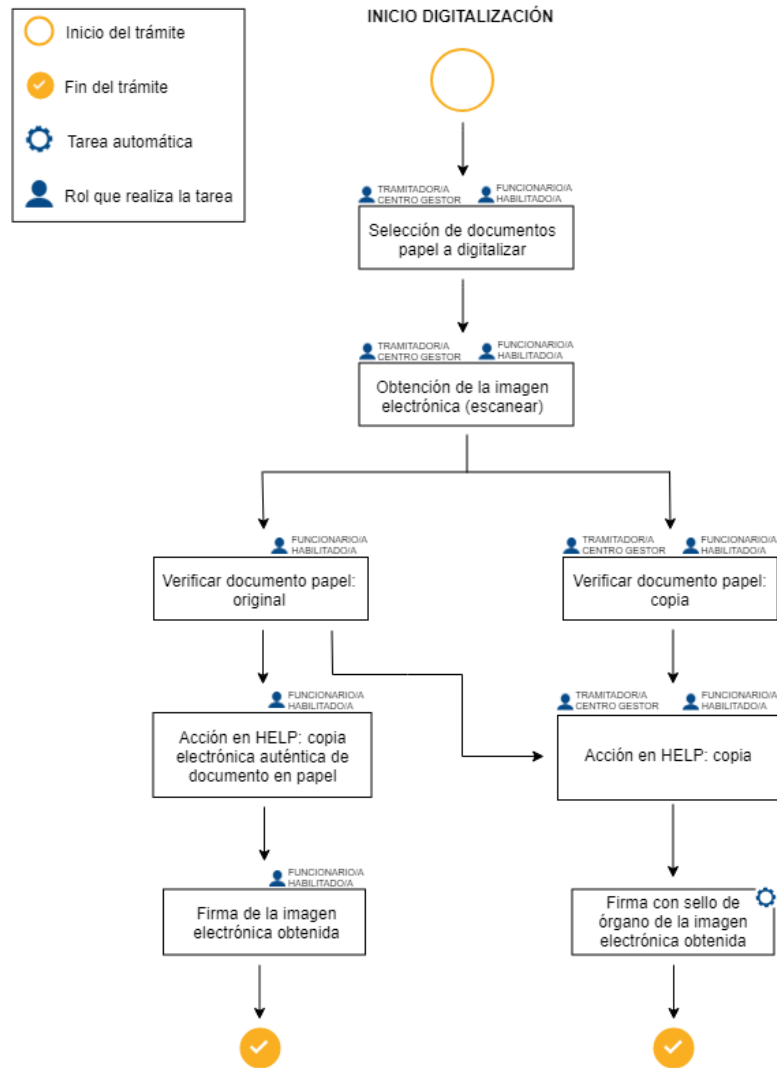 INICIO DIGITALIZACIÓN
Inicio del trámite
Fin del trámite
Tarea automática
Rol que realiza la tarea
TRAMITADOR/A
CENTRO GESTOR
FUNCIONARIO/A
HABILITADO/A
Selección de documentos
papel a digitalizar
TRAMITADOR/A
CENTRO GESTOR
FUNCIONARIO/A
HABILITADO/A
Obtención de la imagen
electrónica (escanear)
FUNCIONARIO/A
HABILITADO/A
Verificar documento papel:
original
TRAMITADOR/A
CENTRO GESTOR
FUNCIONARIO/A
HABILITADO/A
Verificar documento papel:
copia
FUNCIONARIO/A
HABILITADO/A
Acción en HELP: copia
electrónica auténtica de
documento en papel
TRAMITADOR/A
CENTRO GESTOR
FUNCIONARIO/A
HABILITADO/A
Acción en HELP: copia
FUNCIONARIO/A
HABILITADO/A
Firma de la imagen
electrónica obtenida
Firma con sello de
órgano de la imagen
electrónica obtenida